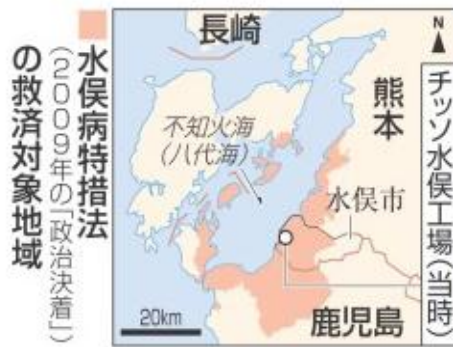 水俣病特措法
(2009年の「政治決着」)
の救済対象地域
長崎
N
熊本
チッソ水俣工場(当時)
不知火海
(八代海)
水俣市
鹿児島
20km